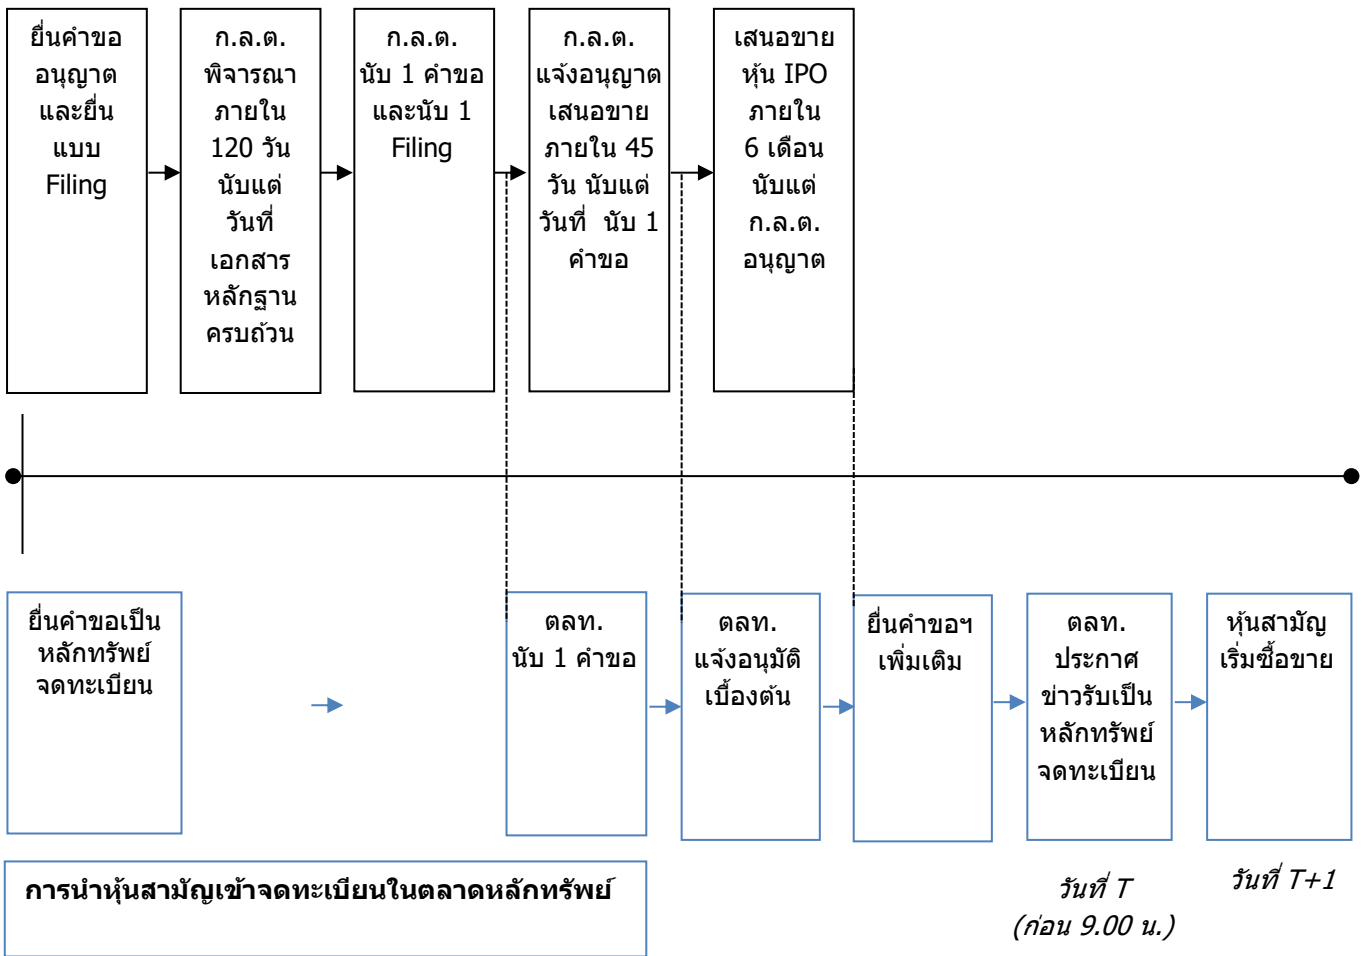 ยื่นคำขอ
อนุญาต
และยื่น
แบบ
Filing
ก.ล.ต.
พิจารณา
ภายใน
120 วัน
นับแต่
วันที่
เอกสาร
หลักฐาน
ครบถ้วน
ก.ล.ต.
นับ 1 คำขอ
และนับ 1
Filing
ก.ล.ต.
แจ้งอนุญาต
เสนอขาย
ภายใน 45
วัน นับแต่
วันที่ นับ 1
คำขอ
เสนอขาย
หุ้น IPO
ภายใน
6 เดือน
นับแต่
ก.ล.ต.
อนุญาต
ยื่นคำขอเป็น
หลักทรัพย์
จดทะเบียน
ตลท.
นับ 1 คำขอ
ตลท.
แจ้งอนุมัติ
เบื้องต้น
ยื่นคำขอฯ
เพิ่มเติม
ตลท.
ประกาศ
ข่าวรับเป็น
หลักทรัพย์
จดทะเบียน
หุ้นสามัญ
เริ่มซื้อขาย
การนำหุ้นสามัญเข้าจดทะเบียนในตลาดหลักทรัพย์
วันที่ T
(ก่อน 9.00 น.)
วันที่ T+1